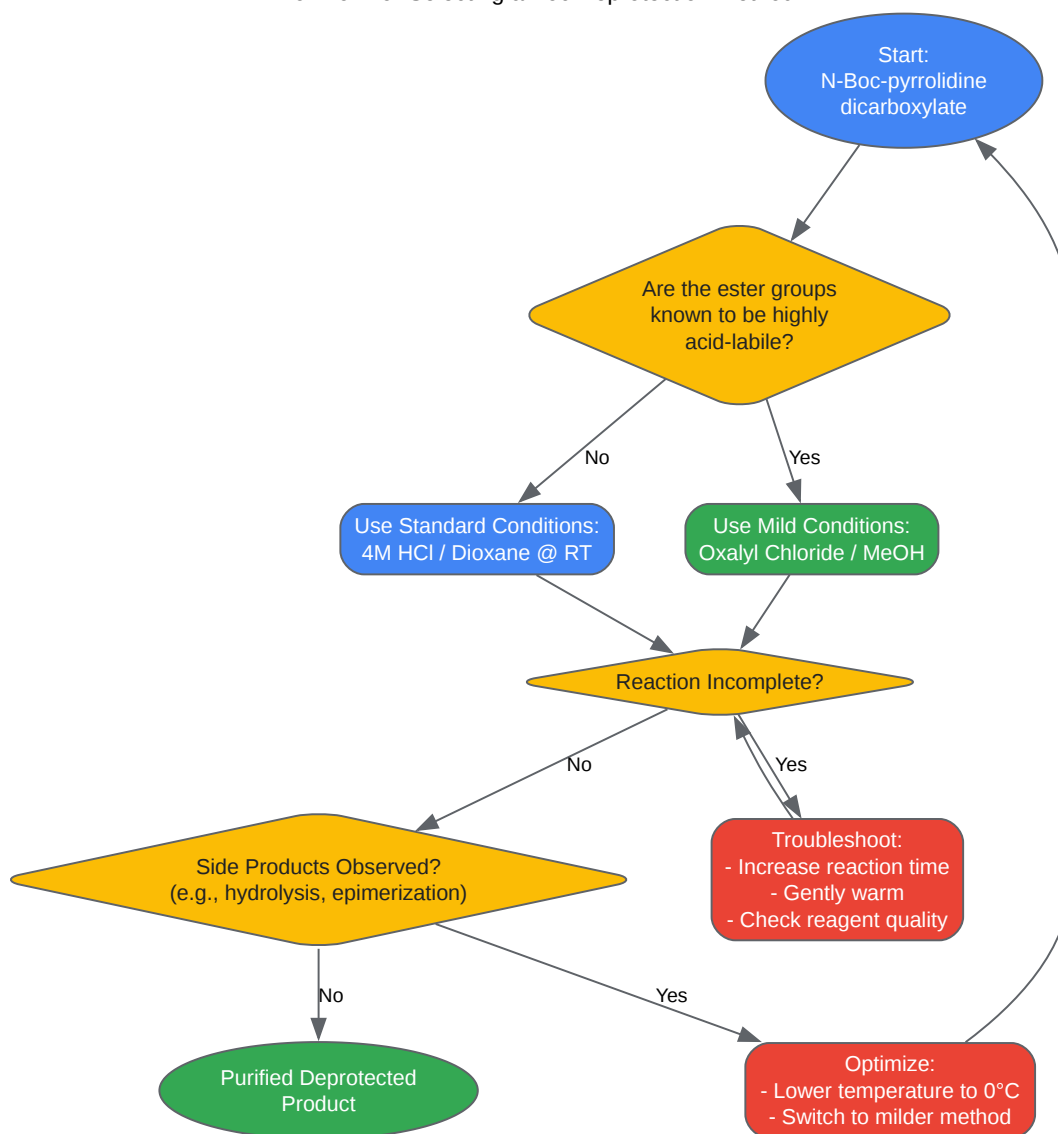 Start:
N-Boc-pyrrolidine
dicarboxylate
Are the ester groups
known to be highly
acid-labile?
No
Yes
Use Standard Conditions:
4M HCl / Dioxane @ RT
Use Mild Conditions:
Oxalyl Chloride / MeOH
Reaction Incomplete?
No
Yes
Troubleshoot:
- Increase reaction time
- Gently warm
- Check reagent quality
Side Products Observed?
(e.g., hydrolysis, epimerization)
No
Yes
Purified Deprotected
Product
Optimize:
- Lower temperature to 0°C
- Switch to milder method